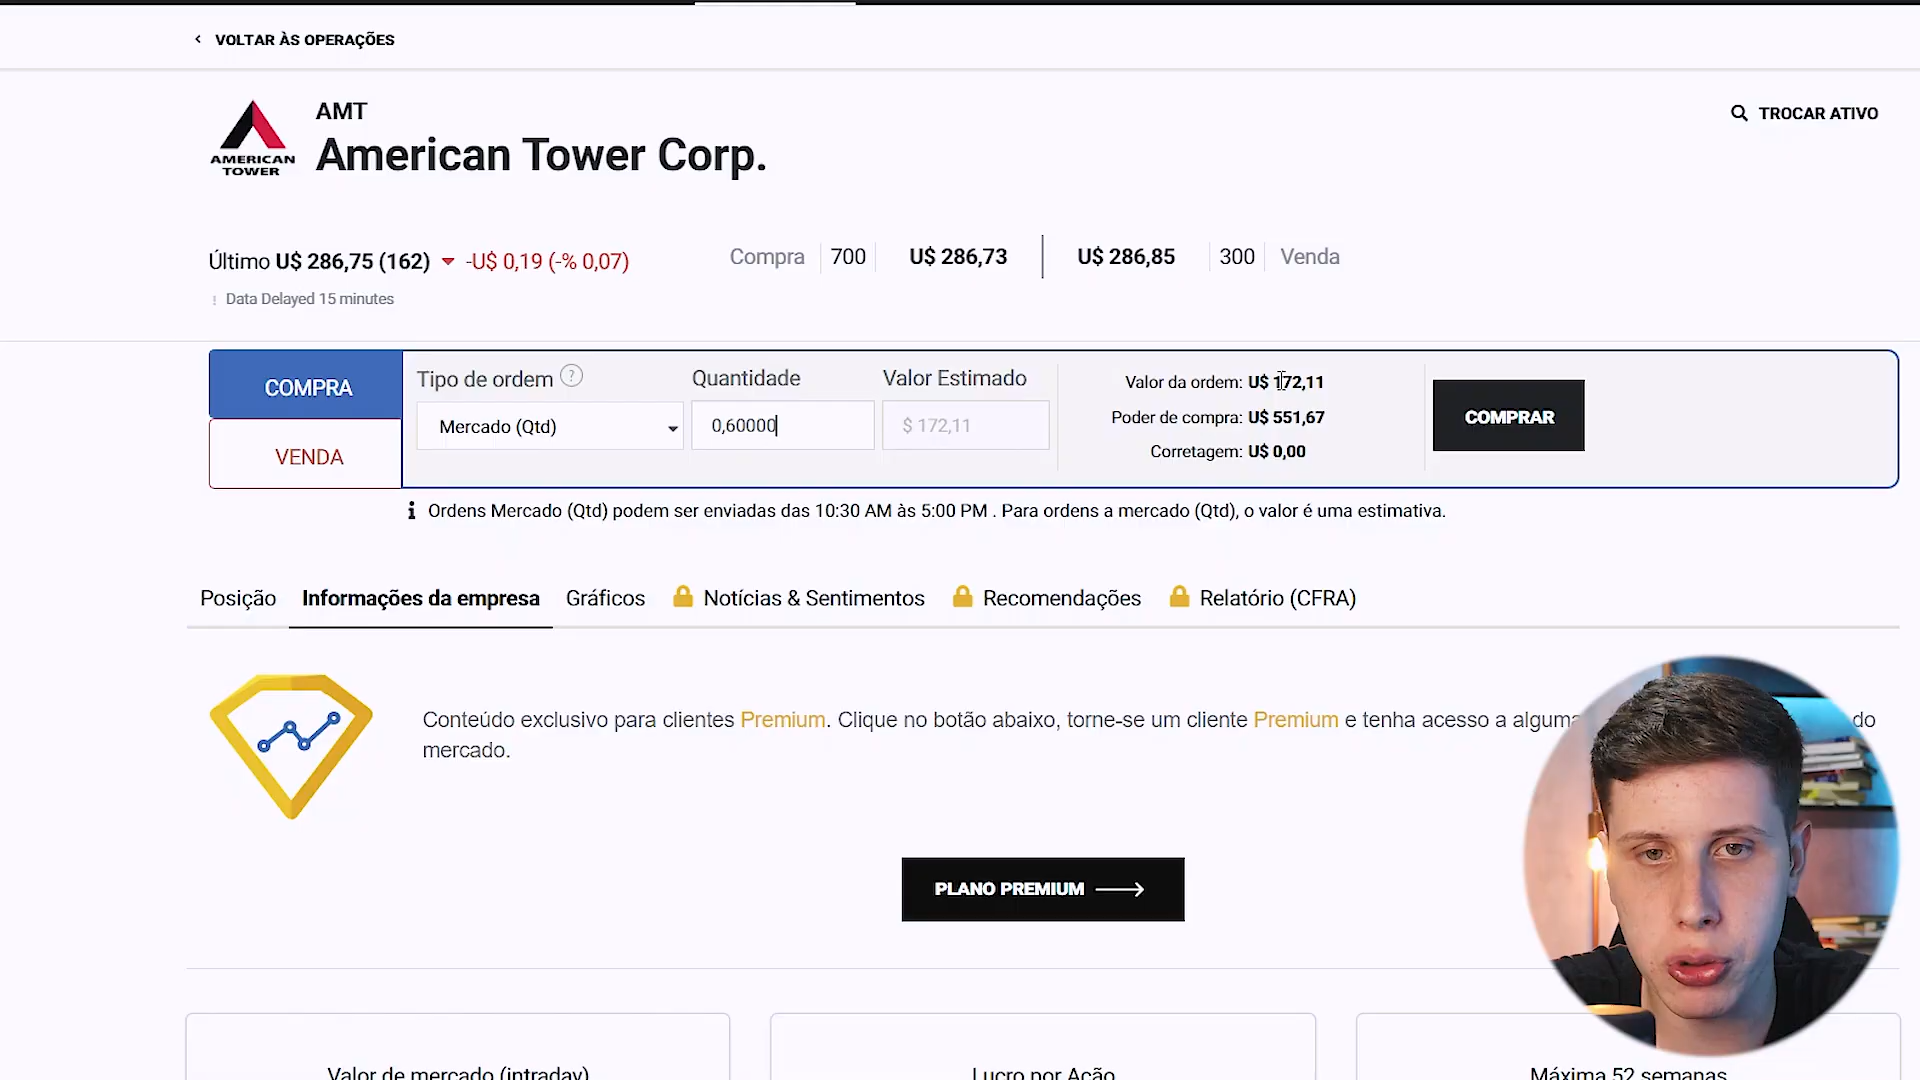 VOLTAR ÀS OPERAÇÕES
AMT
American Tower Corp.
AMERICAN
TOWER
TROCAR ATIVO
Último U$ 286,75 (162) -U$ 0,19 (-% 0,07)
Compra 700 U$ 286,73 U$ 286,85 300 Venda
Data Delayed 15 minutes
COMPRA
VENDA
Tipo de ordem ?
Mercado (Qtd)
Quantidade
0,60000
Valor Estimado
$ 172,11
Valor da ordem: U$ 172,11
Poder de compra: U$ 551,67
Corretagem: U$ 0,00
COMPRAR
Ordens Mercado (Qtd) podem ser enviadas das 10:30 AM às 5:00 PM . Para ordens a mercado (Qtd), o valor é uma estimativa.
Posição Informações da empresa Gráficos Notícias & Sentimentos Recomendações Relatório (CFRA)
Conteúdo exclusivo para clientes Premium. Clique no botão abaixo, torne-se um cliente Premium e tenha acesso a alguma do
mercado.
PLANO PREMIUM
Valor de mercado (intraday) Lucro por Ação Máxima 52 semanas